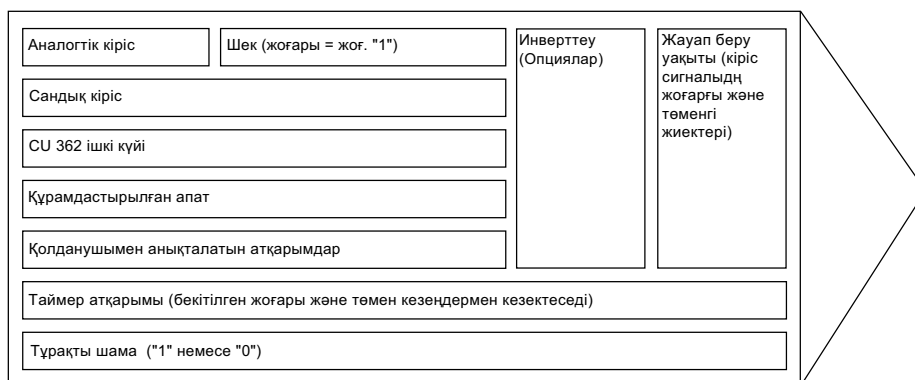 Аналогтік кіріс
Шек (жоғары = жоғ. "1")
Инверттеу
(Опциялар)
Жауап беру
уақыты (кіріс
сигналыдң
жоғарғы және
төменгі
жиектері)
Сандық кіріс
CU 362 ішкі күйі
Құрамдастырылған апат
Қолданушымен анықталатын атқарымдар
Таймер атқарымы (бекітілген жоғары және төмен кезеңдермен кезектеседі)
Тұрақты шама ("1" немесе "0")